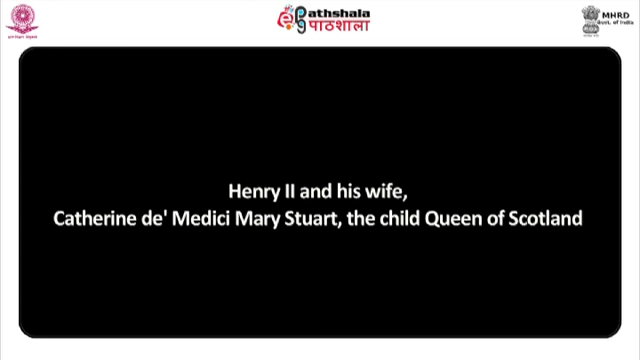 ePathshala
पाठशाला
MHRD
Govt. of India
Henry II and his wife,
Catherine de' Medici Mary Stuart, the child Queen of Scotland